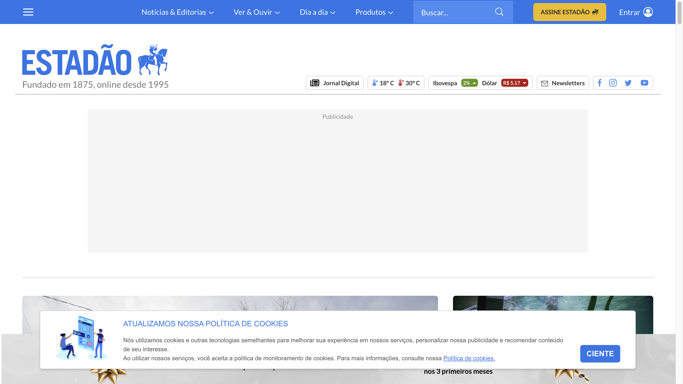 Notícias & Editorias
Ver & Ouvir
Dia a dia
Produtos
Buscar...
ASSINE ESTADÃO
Entrar
ESTADÃO
Fundado em 1875, online desde 1995
Jornal Digital
18º C 30º C
Ibovespa 2% Dólar R$ 5,17
Newsletters
Publicidade
ATUALIZAMOS NOSSA POLÍTICA DE COOKIES
Nós utilizamos cookies e outras tecnologias semelhantes para melhorar sua experiência em nossos serviços, personalizar nossa publicidade e recomendar conteúdo
de seu interesse.
Ao utilizar nossos serviços, você aceita a política de monitoramento de cookies. Para mais informações, consulte nossa Política de cookies.
CIENTE
nos 3 primeiros meses